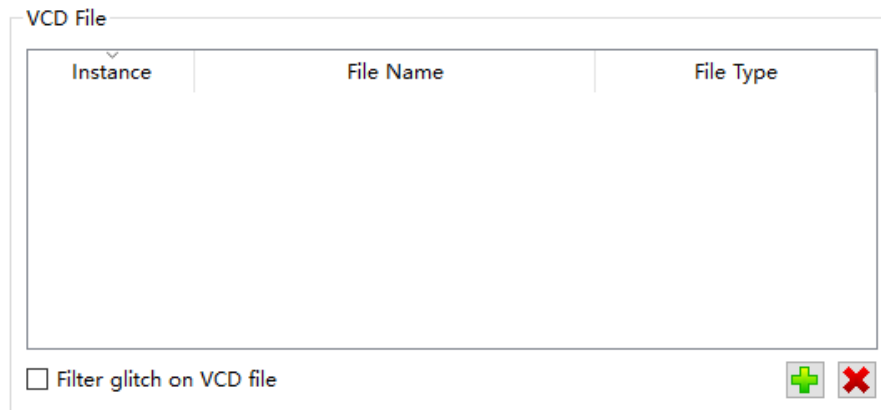 VCD File
Instance File Name File Type
Filter glitch on VCD file